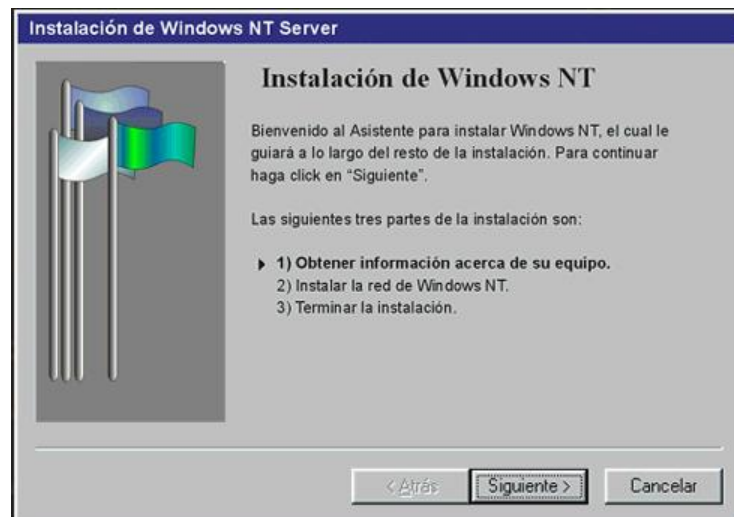 Instalación de Windows NT Server
Instalación de Windows NT
Bienvenido al Asistente para instalar Windows NT, el cual le
guiará a lo largo del resto de la instalación. Para continuar
haga click en “Siguiente”.
Las siguientes tres partes de la instalación son:
1) Obtener información acerca de su equipo.
2) Instalar la red de Windows NT.
3) Terminar la instalación.
< Atrás
Siguiente >
Cancelar